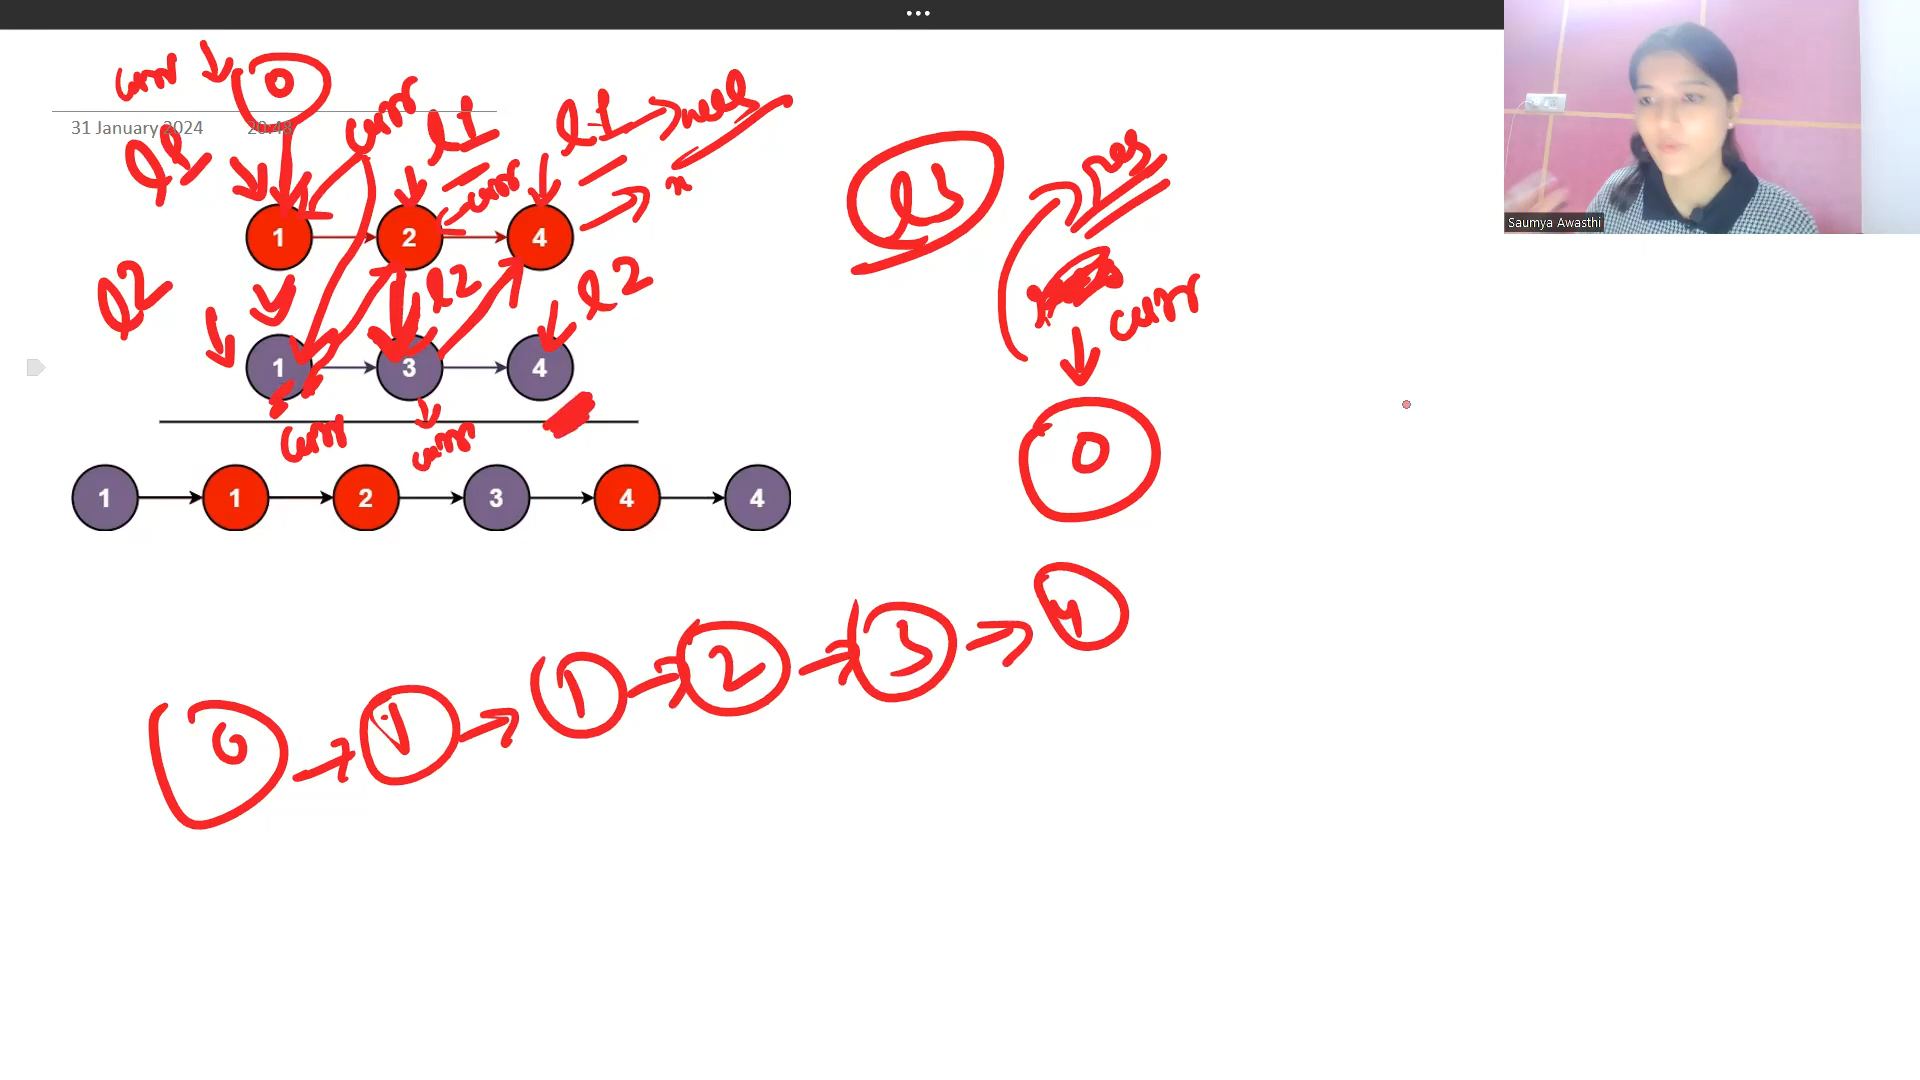 curr
0
31 January 2024 20:48
l1
curr
l1
l1
null
curr
1 2 4
l2
l2
l2
1 3 4
curr
curr
1 1 2 3 4 4
l3
res
curr
0
0 1 1 2 3 4
Saumya Awasthi